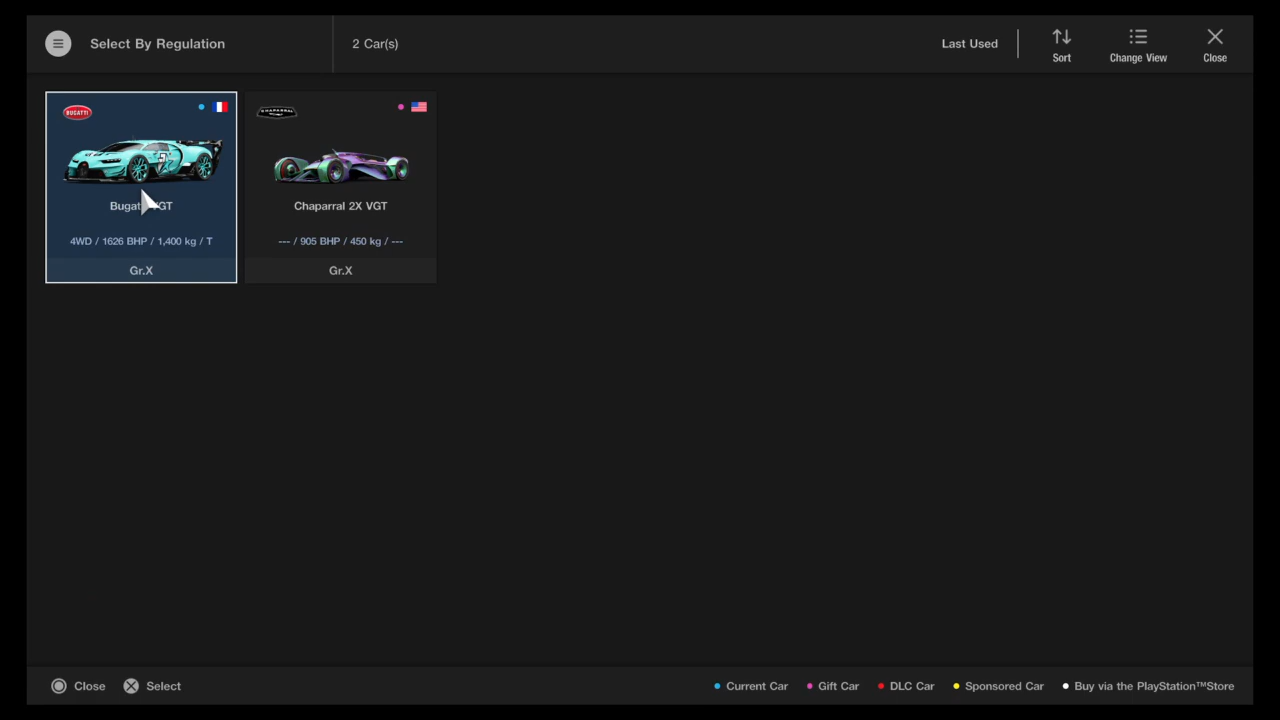 Select By Regulation
2 Car(s)
Last Used
Sort
Change View
Close
BUGATTI
CHAPARRAL
Chaparral 2X VGT
4WD / 1626 BHP / 1,400 kg / T
--- / 905 BHP / 450 kg / ---
Gr.X
Gr.X
Close
Select
Current Car
Gift Car
DLC Car
Sponsored Car
Buy via the PlayStation™Store